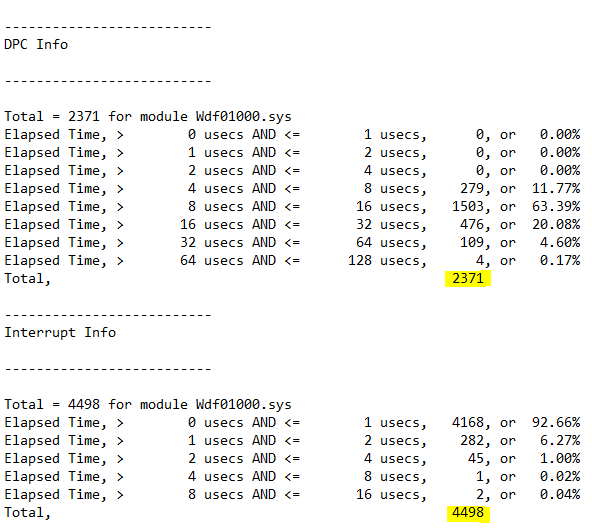 --------------------------
DPC Info
--------------------------
Total = 2371 for module Wdf01000.sys
Elapsed Time, >        0 usecs AND <=        1 usecs,      0, or   0.00%
Elapsed Time, >        1 usecs AND <=        2 usecs,      0, or   0.00%
Elapsed Time, >        2 usecs AND <=        4 usecs,      0, or   0.00%
Elapsed Time, >        4 usecs AND <=        8 usecs,    279, or  11.77%
Elapsed Time, >        8 usecs AND <=       16 usecs,   1503, or  63.39%
Elapsed Time, >       16 usecs AND <=       32 usecs,    476, or  20.08%
Elapsed Time, >       32 usecs AND <=       64 usecs,    109, or   4.60%
Elapsed Time, >       64 usecs AND <=      128 usecs,      4, or   0.17%
Total,                                                 2371
--------------------------
Interrupt Info
--------------------------
Total = 4498 for module Wdf01000.sys
Elapsed Time, >        0 usecs AND <=        1 usecs,   4168, or  92.66%
Elapsed Time, >        1 usecs AND <=        2 usecs,    282, or   6.27%
Elapsed Time, >        2 usecs AND <=        4 usecs,     45, or   1.00%
Elapsed Time, >        4 usecs AND <=        8 usecs,      1, or   0.02%
Elapsed Time, >        8 usecs AND <=       16 usecs,      2, or   0.04%
Total,                                                 4498